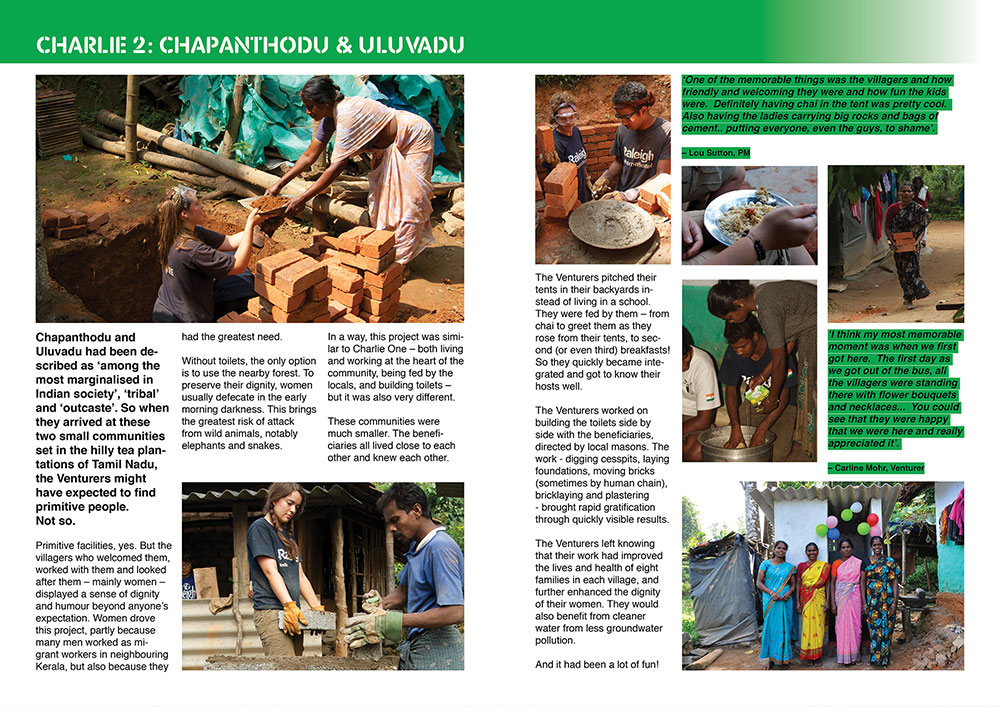 CHARLIE 2: CHAPANTHODU & ULUVADU
Chapanthodu and
Uluvadu had been de-
scribed as ‘among the
most marginalised in
Indian society’, ‘tribal’
and ‘outcaste’. So when
they arrived at these
two small communities
set in the hilly tea plan-
tations of Tamil Nadu,
the Venturers might
have expected to find
primitive people.
Not so.
Primitive facilities, yes. But the
villagers who welcomed them,
worked with them and looked
after them – mainly women –
displayed a sense of dignity
and humour beyond anyone’s
expectation. Women drove
this project, partly because
many men worked as mi-
grant workers in neighbouring
Kerala, but also because they
had the greatest need.
Without toilets, the only option
is to use the nearby forest. To
preserve their dignity, women
usually defecate in the early
morning darkness. This brings
the greatest risk of attack
from wild animals, notably
elephants and snakes.
In a way, this project was simi-
lar to Charlie One – both living
and working at the heart of the
community, being fed by the
locals, and building toilets –
but it was also very different.
These communities were
much smaller. The benefi-
ciaries all lived close to each
other and knew each other.
Raleigh
Raleigh
International
The Venturers pitched their
tents in their backyards in-
stead of living in a school.
They were fed by them – from
chai to greet them as they
rose from their tents, to sec-
ond (or even third) breakfasts!
So they quickly became inte-
grated and got to know their
hosts well.
The Venturers worked on
building the toilets side by
side with the beneficiaries,
directed by local masons. The
work - digging cesspits, laying
foundations, moving bricks
(sometimes by human chain),
bricklaying and plastering
- brought rapid gratification
through quickly visible results.
The Venturers left knowing
that their work had improved
the lives and health of eight
families in each village, and
further enhanced the dignity
of their women. They would
also benefit from cleaner
water from less groundwater
pollution.
And it had been a lot of fun!
‘One of the memorable things was the villagers and how
friendly and welcoming they were and how fun the kids
were. Definitely having chai in the tent was pretty cool.
Also having the ladies carrying big rocks and bags of
cement.. putting everyone, even the guys, to shame’.
– Lou Sutton, PM
‘I think my most memorable
moment was when we first
got here. The first day as
we got out of the bus, all
the villagers were standing
there with flower bouquets
and necklaces... You could
see that they were happy
that we were here and really
appreciated it’.
– Carline Mohr, Venturer